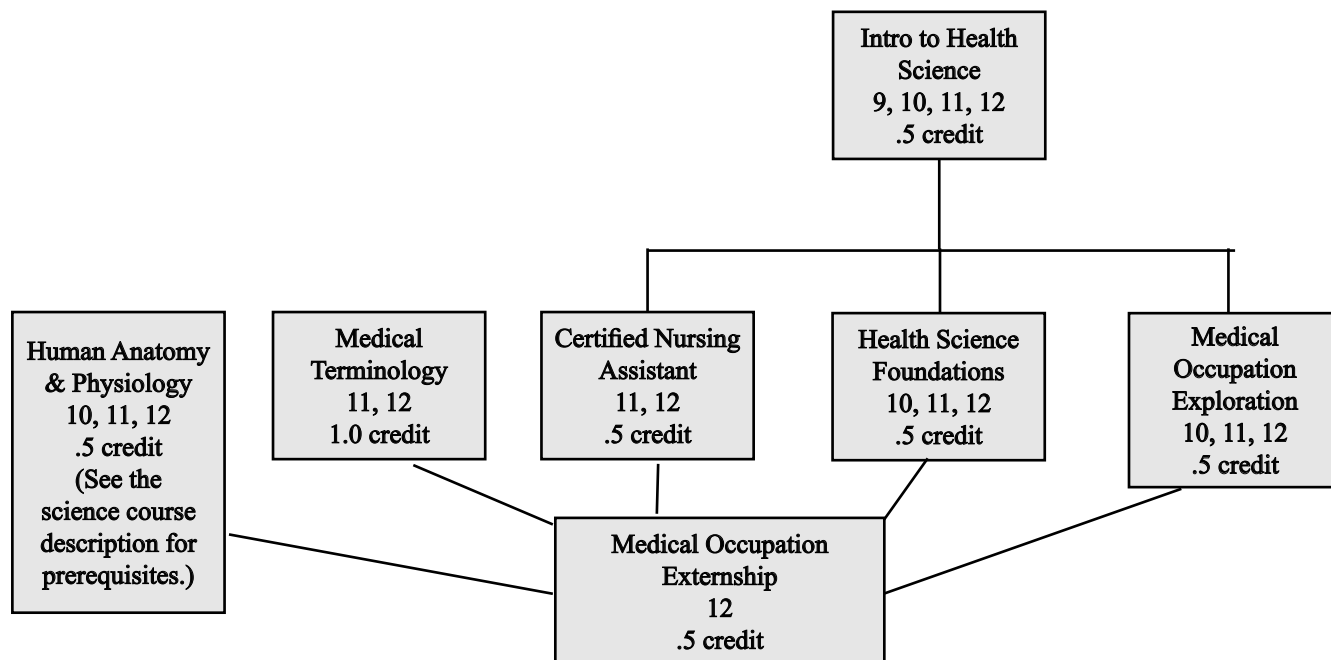 Intro to Health
Science
9, 10, 11, 12
.5 credit
Human Anatomy
& Physiology
10, 11, 12
.5 credit
(See the
science course
description for
prerequisites.)
Medical
Terminology
11, 12
1.0 credit
Certified Nursing
Assistant
11, 12
.5 credit
Health Science
Foundations
10, 11, 12
.5 credit
Medical
Occupation
Exploration
10, 11, 12
.5 credit
Medical Occupation
Externship
12
.5 credit